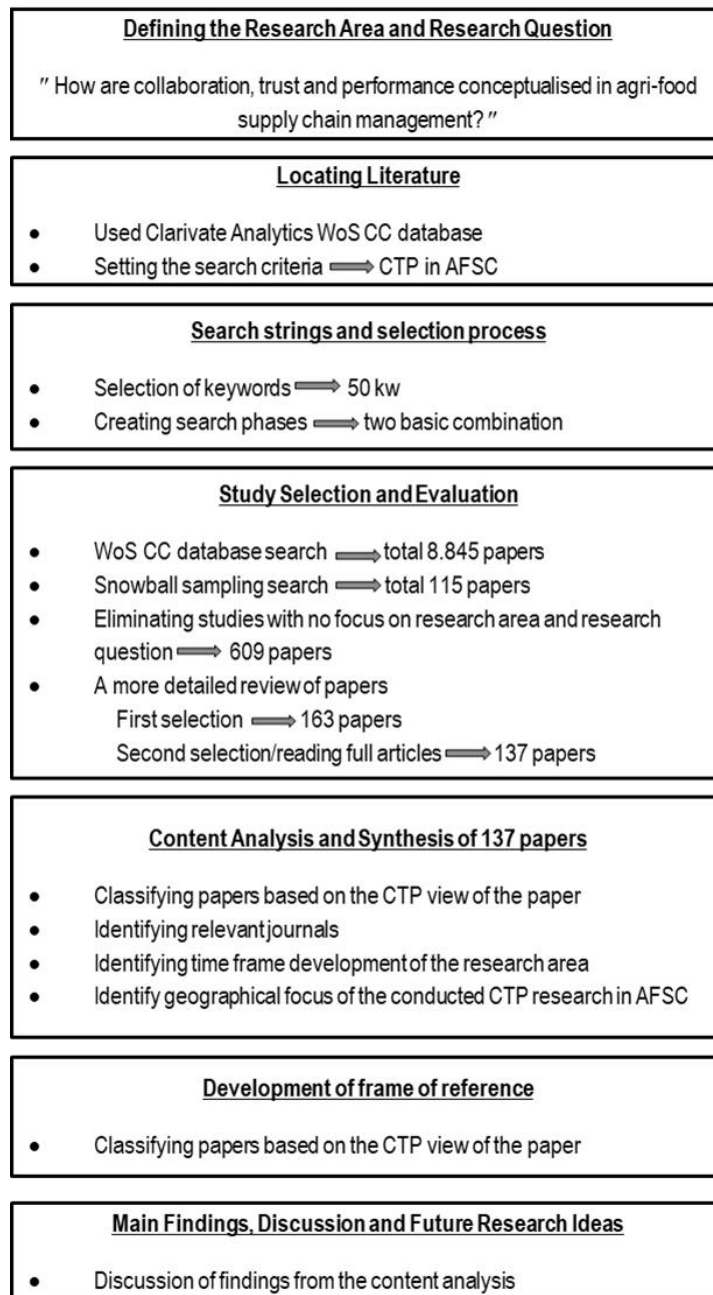 Defining the Research Area and Research Question
" How are collaboration, trust and performance conceptualised in agri-food
supply chain management? "
Locating Literature
● Used Clarivate Analytics WoS CC database
● Setting the search criteria ⟹ CTP in AFSC
Search strings and selection process
● Selection of keywords ⟹ 50 kw
● Creating search phases ⟹ two basic combination
Study Selection and Evaluation
● WoS CC database search ⟹ total 8.845 papers
● Snowball sampling search ⟹ total 115 papers
● Eliminating studies with no focus on research area and research
question ⟹ 609 papers
● A more detailed review of papers
First selection ⟹ 163 papers
Second selection/reading full articles ⟹ 137 papers
Content Analysis and Synthesis of 137 papers
● Classifying papers based on the CTP view of the paper
● Identifying relevant journals
● Identifying time frame development of the research area
● Identify geographical focus of the conducted CTP research in AFSC
Development of frame of reference
● Classifying papers based on the CTP view of the paper
Main Findings, Discussion and Future Research Ideas
● Discussion of findings from the content analysis